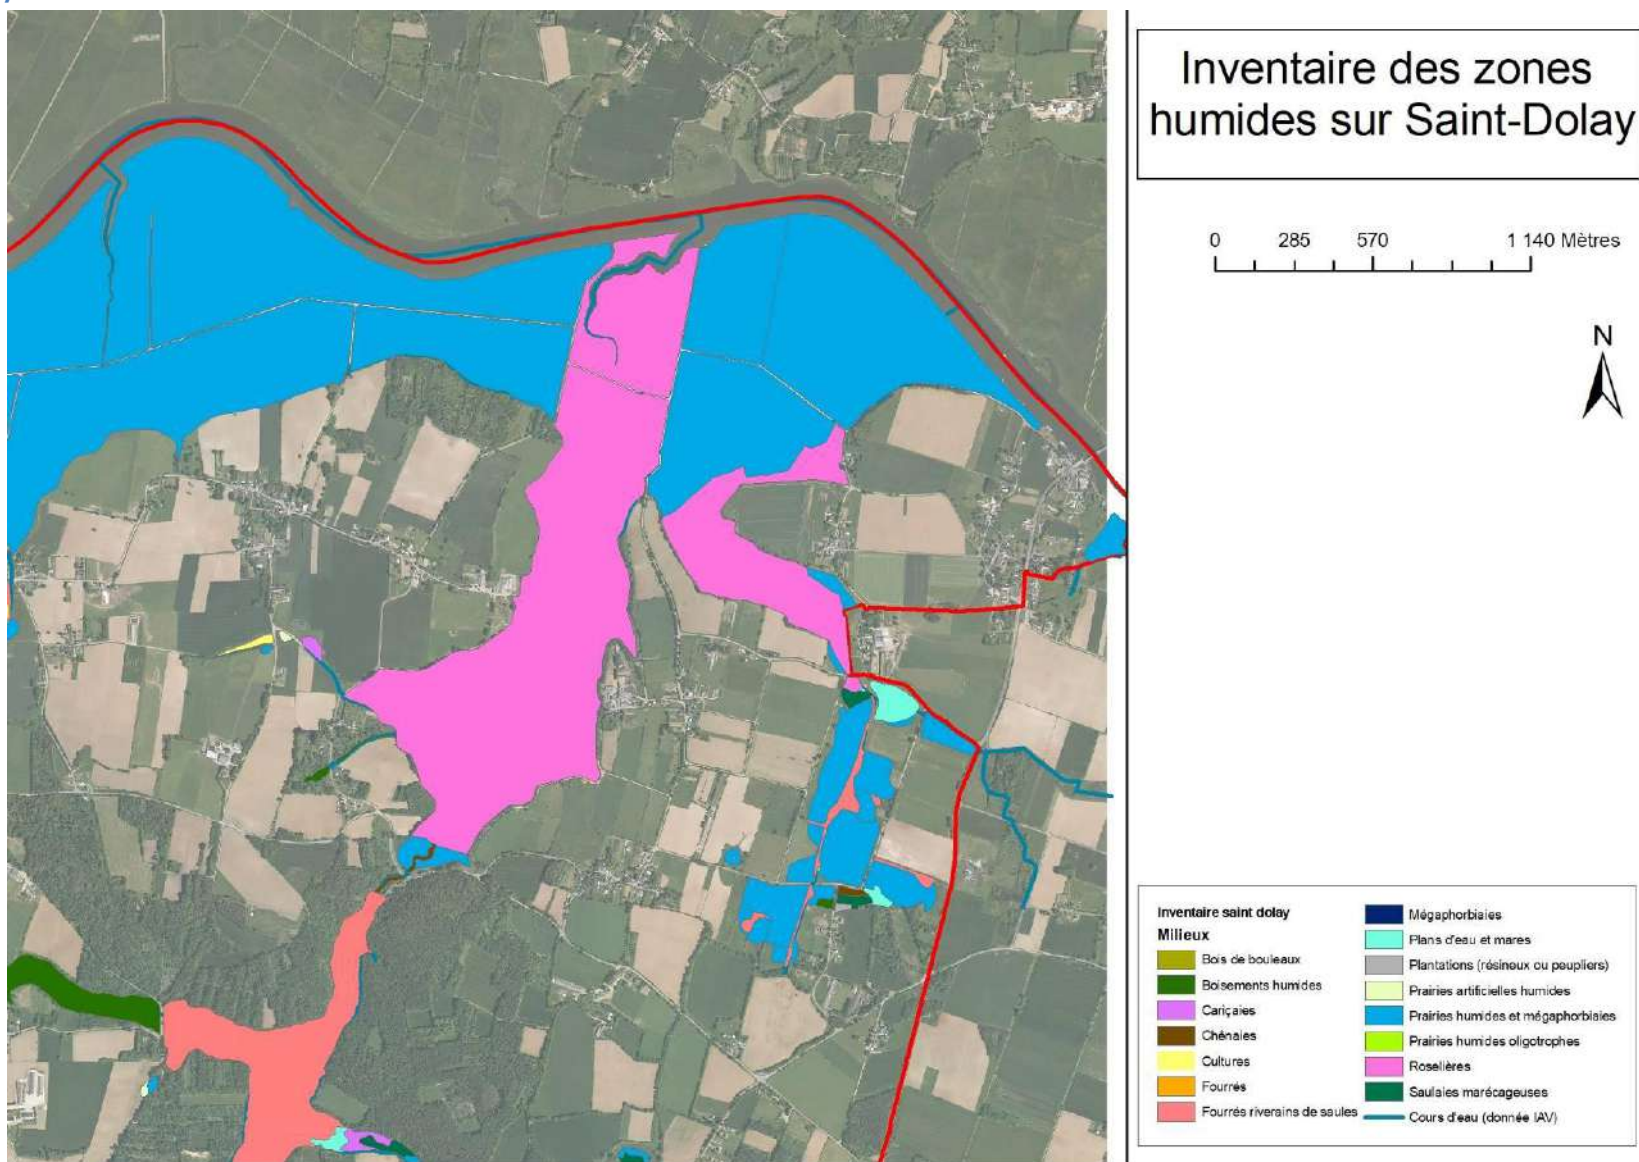 Inventaire des zones
humides sur Saint-Dolay
0 285 570 1 140 Mètres
N
Inventaire saint dolay
Milieux
Bois de bouleaux
Boisements humides
Cariçaies
Chênaies
Cultures
Fourrés
Fourrés riverains de saules
Mégaphorbiaies
Plans d'eau et mares
Plantations (résineux ou peupliers)
Prairies artificielles humides
Prairies humides et mégaphorbiaies
Prairies humides oligotrophes
Roselières
Saulaies marécageuses
Cours d'eau (donnée IAV)